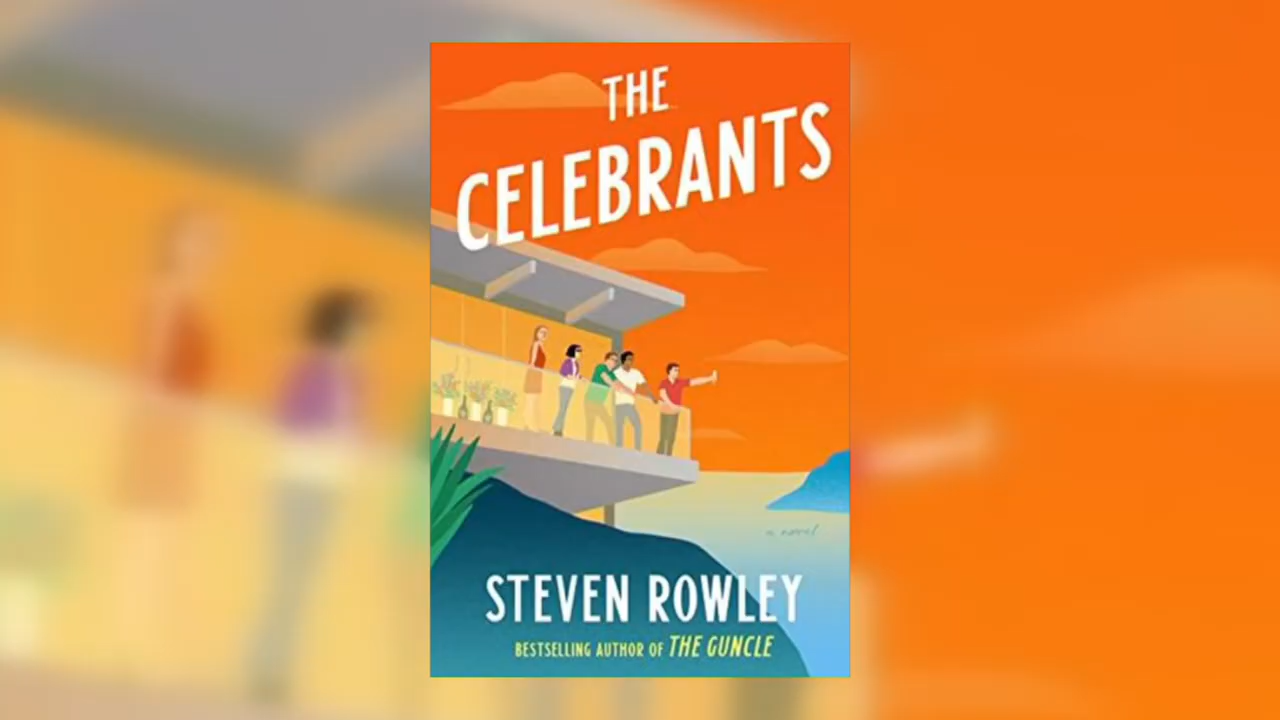 THE
CELEBRANTS
a novel
STEVEN ROWLEY
BESTSELLING AUTHOR OF THE GUNCLE